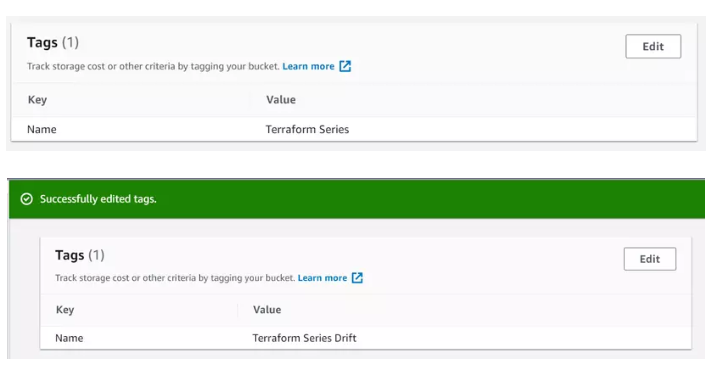 Tags (1)
Edit
Track storage cost or other criteria by tagging your bucket. Learn more
Key Value
Name Terraform Series
Successfully edited tags.
Tags (1)
Edit
Track storage cost or other criteria by tagging your bucket. Learn more
Key Value
Name Terraform Series Drift